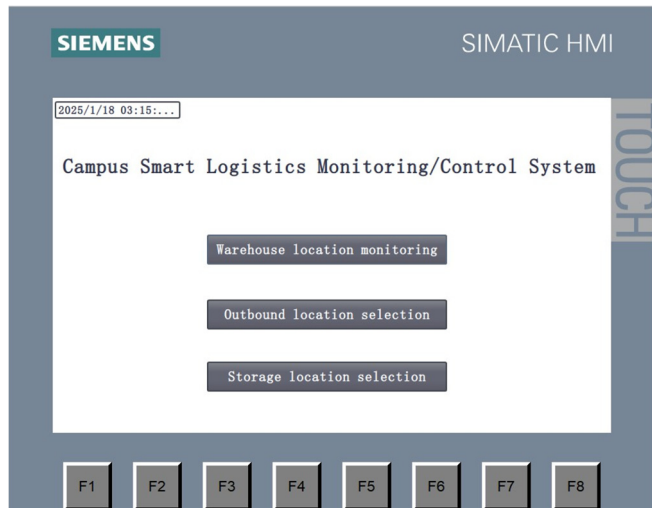 SIEMENS
SIMATIC HMI
TOUCH
2025/1/18 03:15:...
Campus Smart Logistics Monitoring/Control System
Warehouse location monitoring
Outbound location selection
Storage location selection
F1 F2 F3 F4 F5 F6 F7 F8